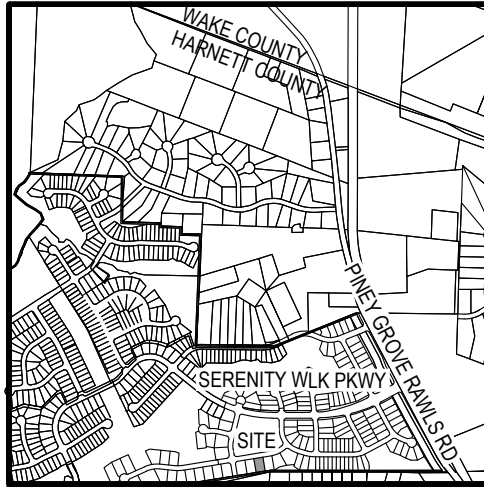 WAKE COUNTY
HARNETT COUNTY
PINEY GROVE RAWLS RD
SERENITY WLK PKWY
SITE